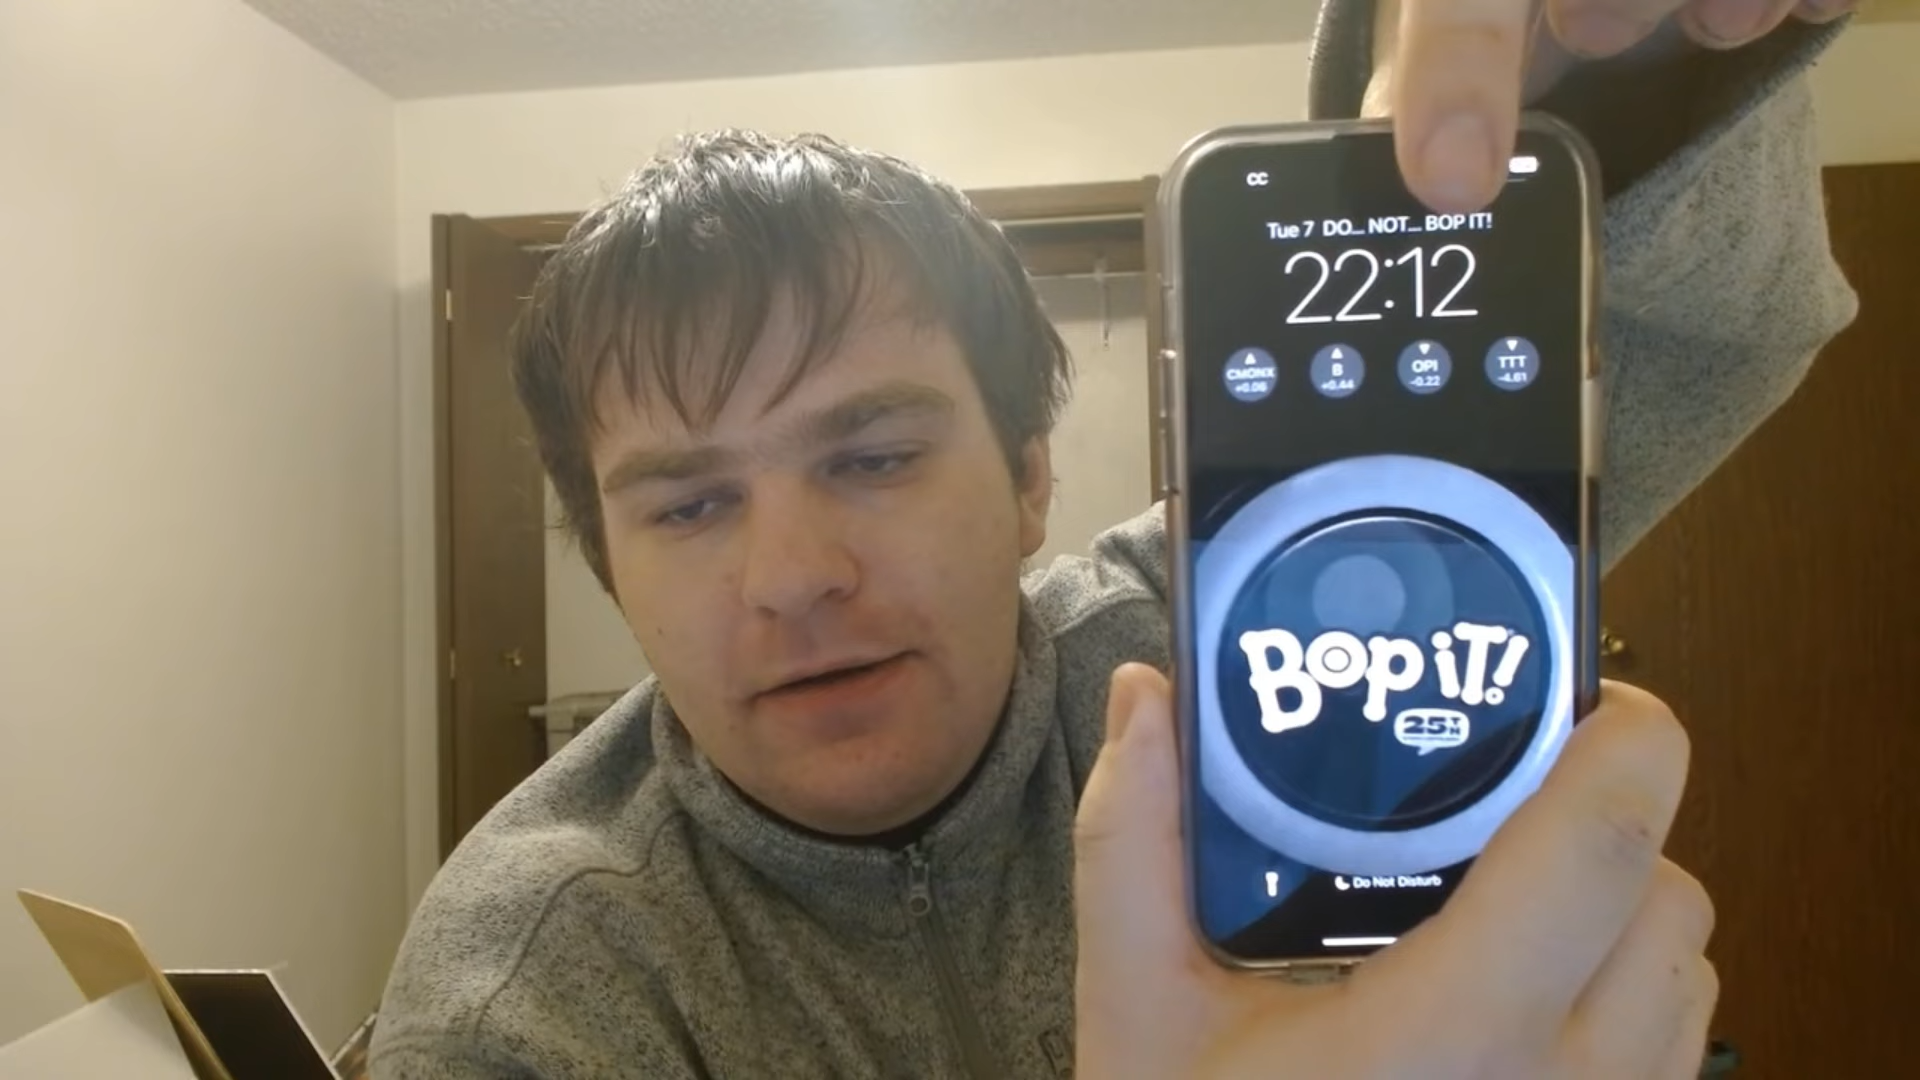 CC
Tue 7 DO... NOT... BOP IT!
22:12
CMONX B OPI TTT
+0.06 +0.44 -0.22 -4.61
BOP iT!
25TH
Do Not Disturb